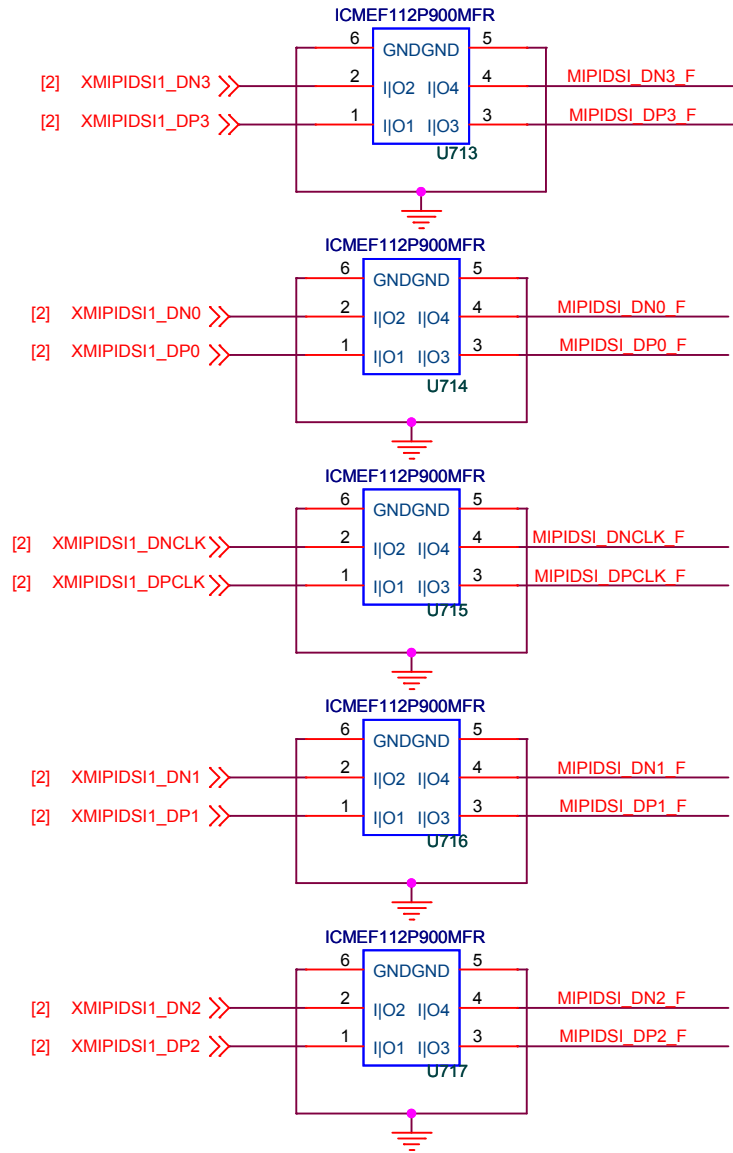 ICMEF112P900MFR
6 GNDGND 5
[2] XMIPIDSI1_DN3 2 I|O2 I|O4 4 MIPIDSI_DN3_F
[2] XMIPIDSI1_DP3 1 I|O1 I|O3 3 MIPIDSI_DP3_F
U713
ICMEF112P900MFR
6 GNDGND 5
[2] XMIPIDSI1_DN0 2 I|O2 I|O4 4 MIPIDSI_DN0_F
[2] XMIPIDSI1_DP0 1 I|O1 I|O3 3 MIPIDSI_DP0_F
U714
ICMEF112P900MFR
6 GNDGND 5
[2] XMIPIDSI1_DNCLK 2 I|O2 I|O4 4 MIPIDSI_DNCLK_F
[2] XMIPIDSI1_DPCLK 1 I|O1 I|O3 3 MIPIDSI_DPCLK_F
U715
ICMEF112P900MFR
6 GNDGND 5
[2] XMIPIDSI1_DN1 2 I|O2 I|O4 4 MIPIDSI_DN1_F
[2] XMIPIDSI1_DP1 1 I|O1 I|O3 3 MIPIDSI_DP1_F
U716
ICMEF112P900MFR
6 GNDGND 5
[2] XMIPIDSI1_DN2 2 I|O2 I|O4 4 MIPIDSI_DN2_F
[2] XMIPIDSI1_DP2 1 I|O1 I|O3 3 MIPIDSI_DP2_F
U717